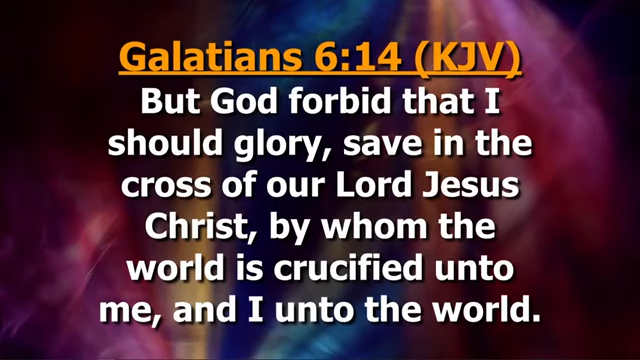 Galatians 6:14 (KJV)
But God forbid that I
should glory, save in the
cross of our Lord Jesus
Christ, by whom the
world is crucified unto
me, and I unto the world.